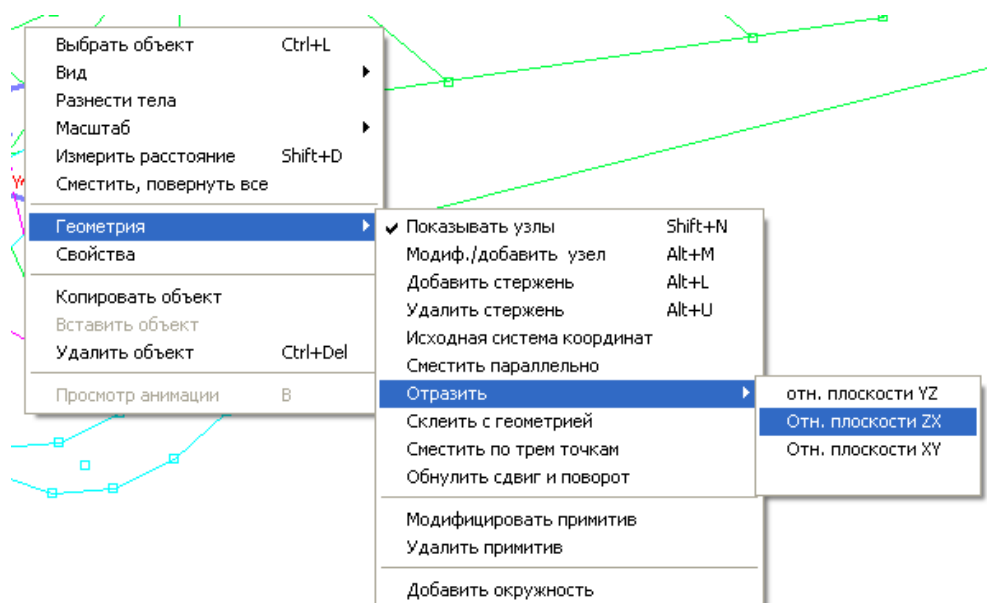 Выбрать объект Ctrl+L
Вид
Разнести тела
Масштаб
Измерить расстояние Shift+D
Сместить, повернуть все
Геометрия
Свойства
Копировать объект
Вставить объект
Удалить объект Ctrl+Del
Просмотр анимации B
Показывать узлы Shift+N
Модиф./добавить узел Alt+M
Добавить стержень Alt+L
Удалить стержень Alt+U
Исходная система координат
Сместить параллельно
Отразить
Склеить с геометрией
Сместить по трем точкам
Обнулить сдвиг и поворот
Модифицировать примитив
Удалить примитив
Добавить окружность
отн. плоскости YZ
Отн. плоскости ZX
Отн. плоскости XY